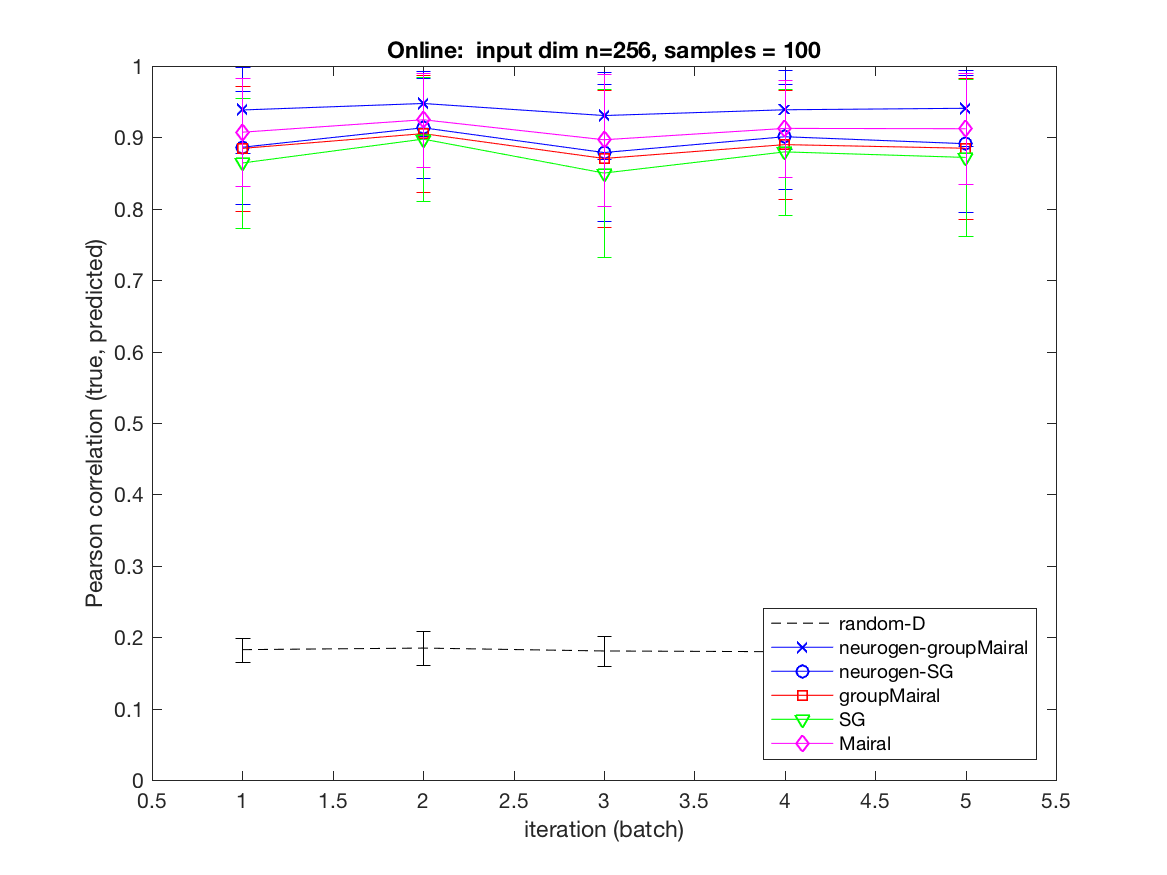 Online:  input dim n=256, samples = 100
Pearson correlation (true, predicted)
1
0.9
0.8
0.7
0.6
0.5
0.4
0.3
0.2
0.1
0
random-D
neurogen-groupMairal
neurogen-SG
groupMairal
SG
Mairal
0.5 1 1.5 2 2.5 3 3.5 4 4.5 5 5.5
iteration (batch)